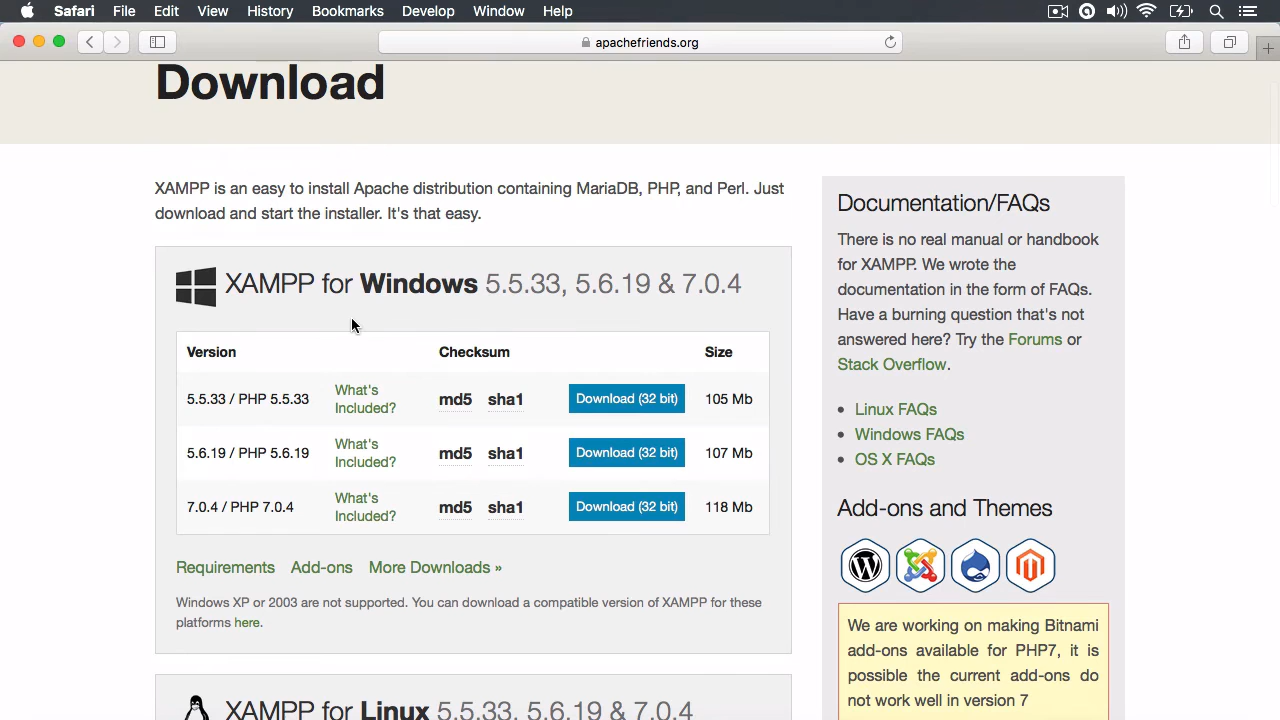 Safari File Edit View History Bookmarks Develop Window Help
apachefriends.org
Download
XAMPP is an easy to install Apache distribution containing MariaDB, PHP, and Perl. Just
download and start the installer. It's that easy.
XAMPP for Windows 5.5.33, 5.6.19 & 7.0.4
Version Checksum Size
5.5.33 / PHP 5.5.33 What's Included? md5 sha1 Download (32 bit) 105 Mb
5.6.19 / PHP 5.6.19 What's Included? md5 sha1 Download (32 bit) 107 Mb
7.0.4 / PHP 7.0.4 What's Included? md5 sha1 Download (32 bit) 118 Mb
Requirements Add-ons More Downloads »
Windows XP or 2003 are not supported. You can download a compatible version of XAMPP for these
platforms here.
XAMPP for Linux 5.5.33, 5.6.19 & 7.0.4
Documentation/FAQs
There is no real manual or handbook
for XAMPP. We wrote the
documentation in the form of FAQs.
Have a burning question that's not
answered here? Try the Forums or
Stack Overflow.
• Linux FAQs
• Windows FAQs
• OS X FAQs
Add-ons and Themes
We are working on making Bitnami
add-ons available for PHP7, it is
possible the current add-ons do
not work well in version 7